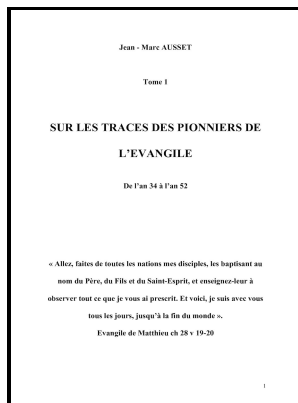 Jean - Marc AUSSET
Tome 1
SUR LES TRACES DES PIONNIERS DE
L’EVANGILE
De l’an 34 à l’an 52
« Allez, faites de toutes les nations mes disciples, les baptisant au
nom du Père, du Fils et du Saint-Esprit, et enseignez-leur à
observer tout ce que je vous ai prescrit. Et voici, je suis avec vous
tous les jours, jusqu’à la fin du monde ».
Evangile de Matthieu ch 28 v 19-20
1